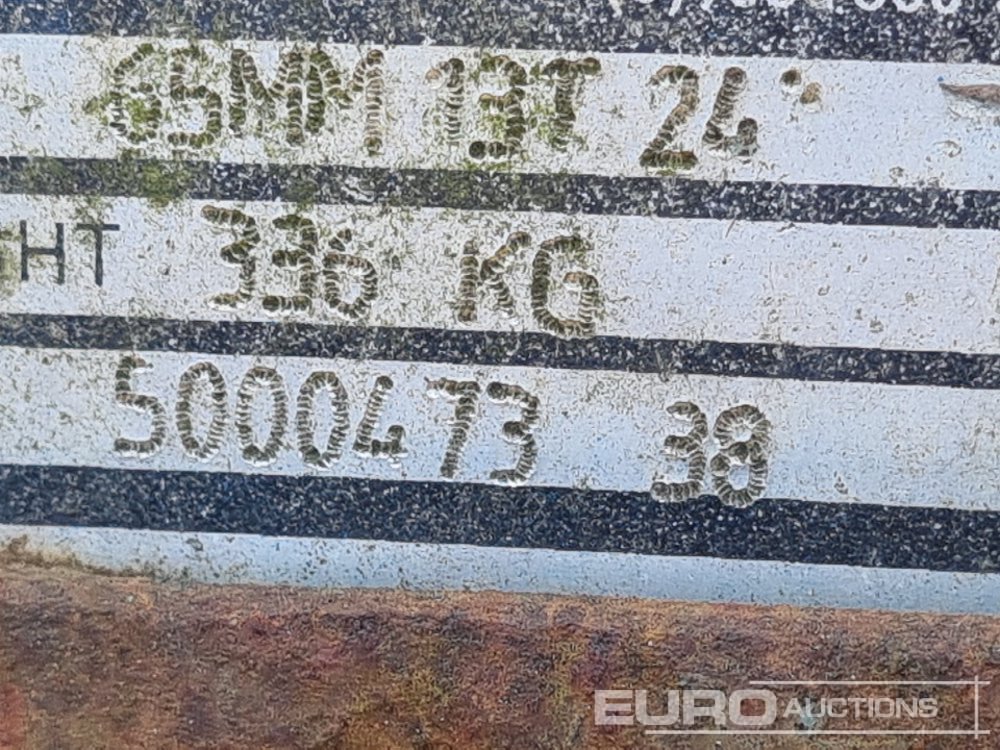 65MM 13T 24"
HT 336 KG
5000473 38
EURO AUCTIONS